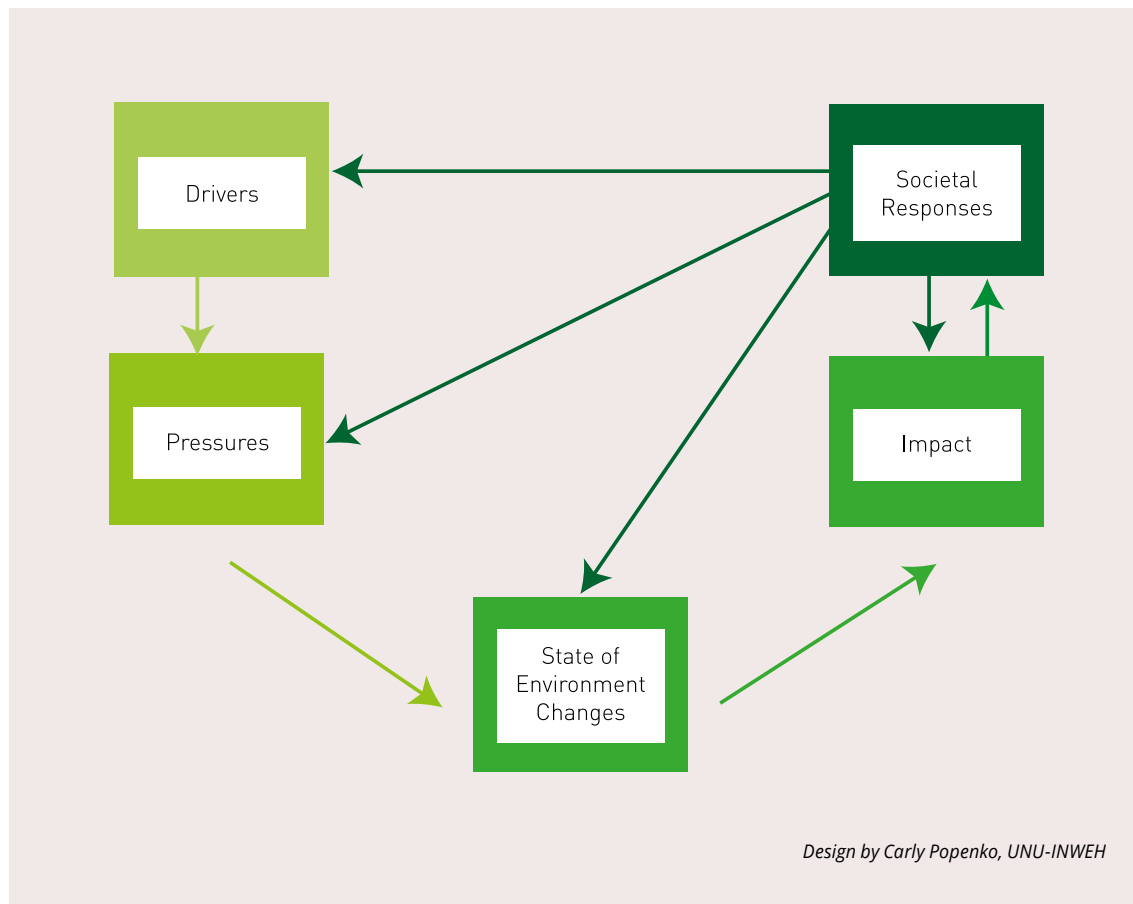 Drivers
Societal
Responses
Pressures
Impact
State of
Environment
Changes
Design by Carly Popenko, UNU-INWEH